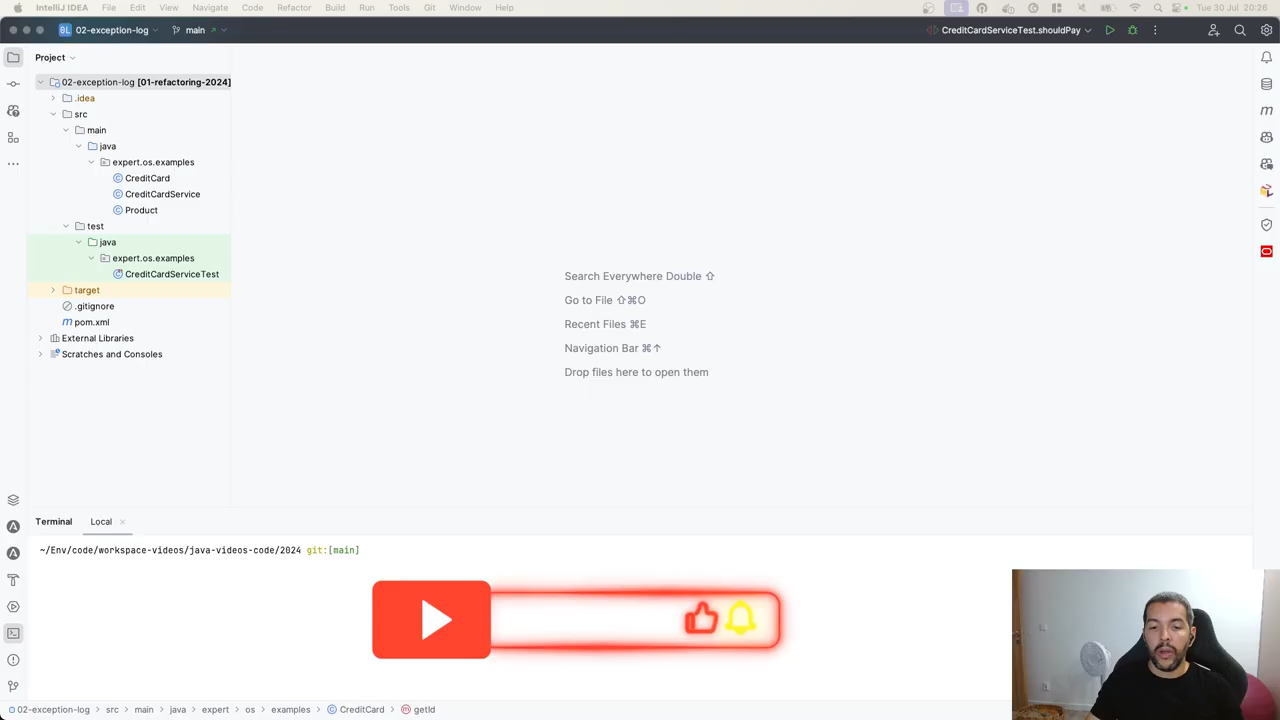 IntelliJ IDEA File Edit View Navigate Code Refactor Build Run Tools Git Window Help Tue 30 Jul 20:26
02-exception-log main CreditCardServiceTest.shouldPay
Project
02-exception-log [01-refactoring-2024]
.idea
src
main
java
expert.os.examples
CreditCard
CreditCardService
Product
test
java
expert.os.examples
CreditCardServiceTest
target
.gitignore
pom.xml
External Libraries
Scratches and Consoles
Search Everywhere Double ⇧
Go to File ⇧⌘O
Recent Files ⌘E
Navigation Bar ⌘↑
Drop files here to open them
Terminal Local
~/Env/code/workspace-videos/java-videos-code/2024 git:[main]
02-exception-log src main java expert os examples CreditCard getId